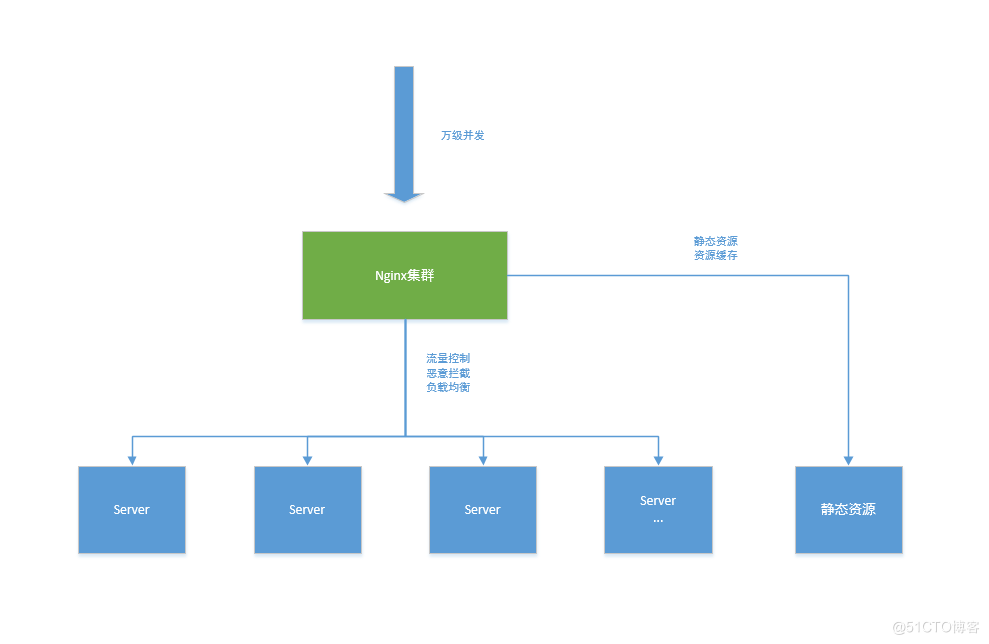 万级并发
静态资源
资源缓存
Nginx集群
流量控制
恶意拦截
负载均衡
Server
Server
Server
Server
...
静态资源
@51CTO博客